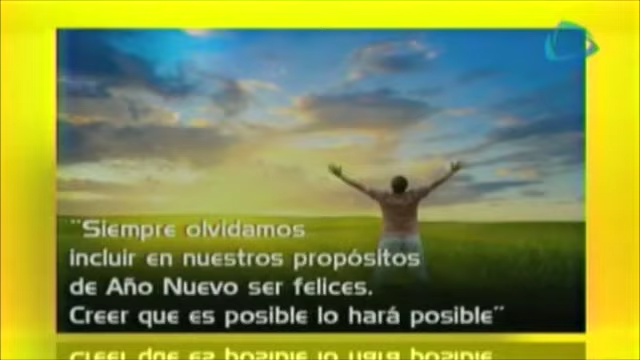 "Siempre olvidamos
incluir en nuestros propósitos
de Año Nuevo ser felices.
Creer que es posible lo hará posible"